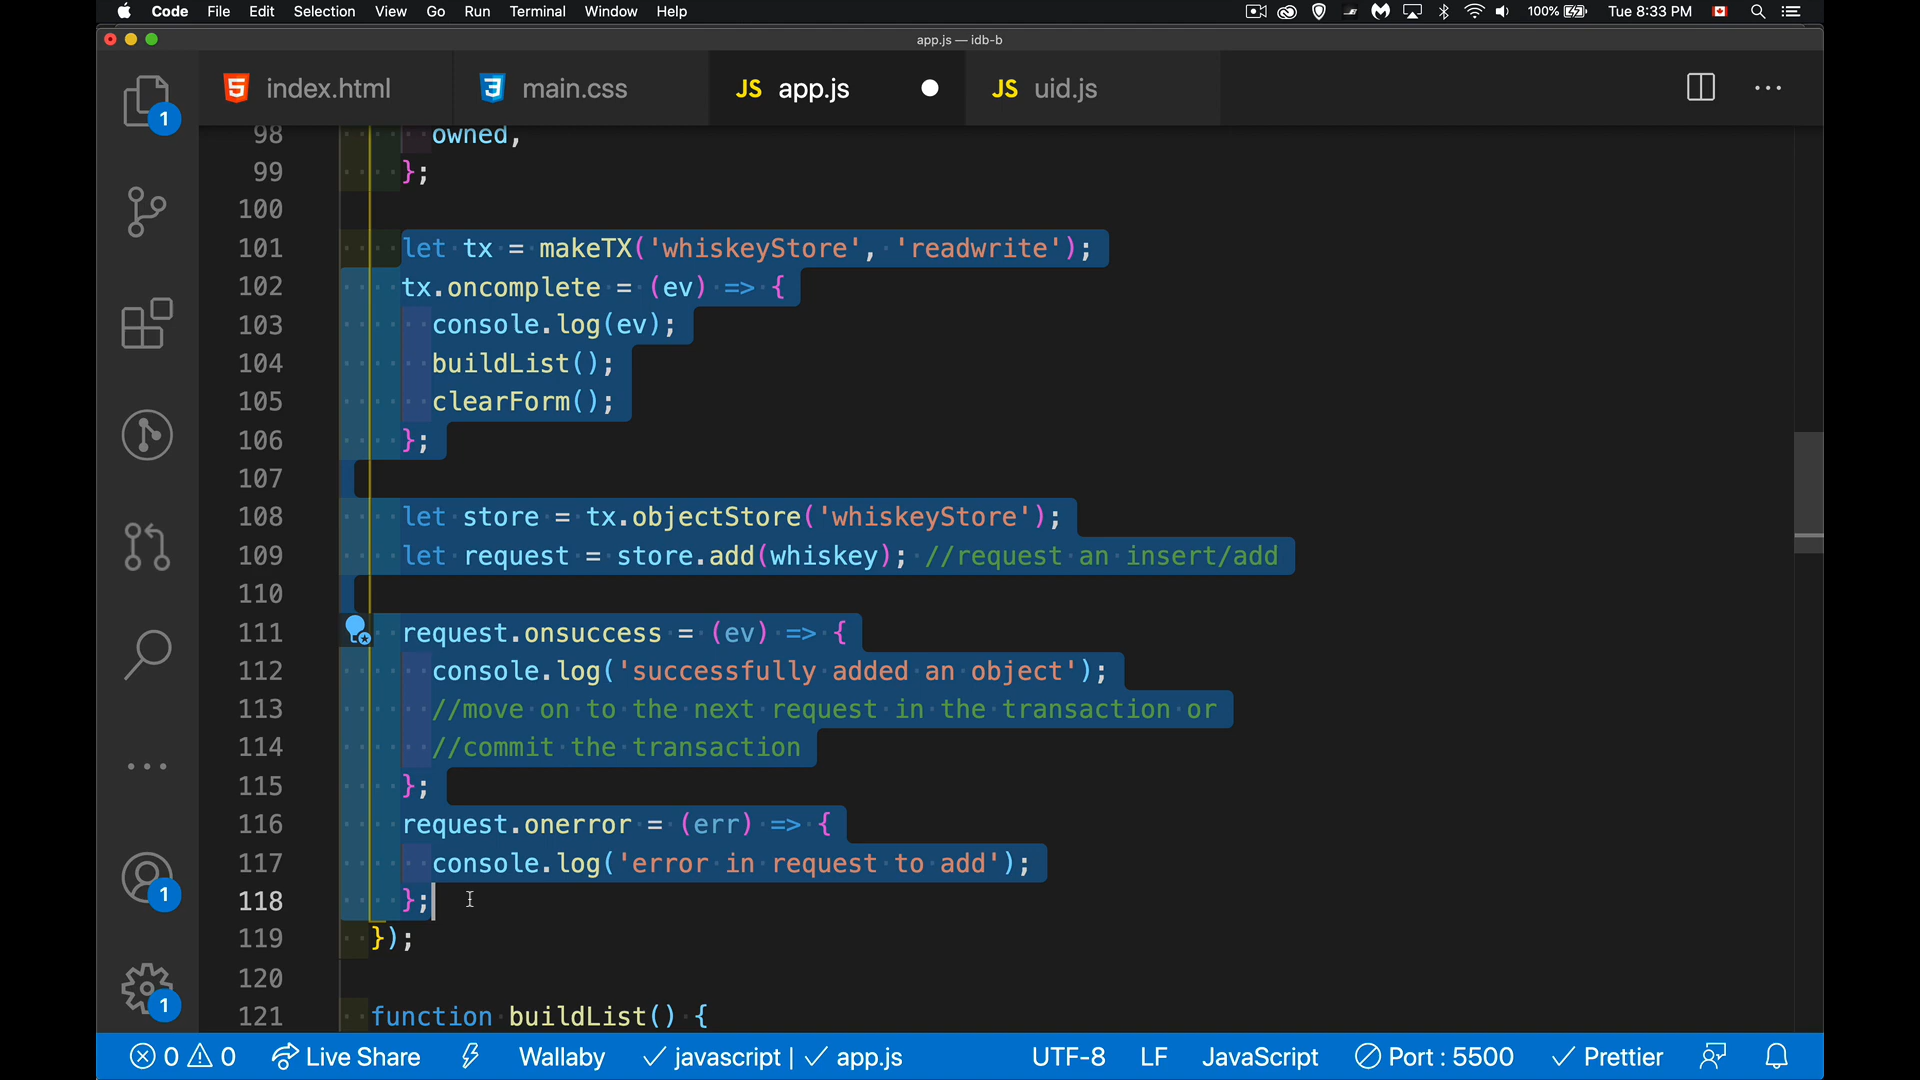 Code File Edit Selection View Go Run Terminal Window Help 100% Tue 8:33 PM
app.js — idb-b
index.html main.css JS app.js JS uid.js
98 owned,
99 };
100
101 let tx = makeTX('whiskeyStore', 'readwrite');
102 tx.oncomplete = (ev) => {
103 console.log(ev);
104 buildList();
105 clearForm();
106 };
107
108 let store = tx.objectStore('whiskeyStore');
109 let request = store.add(whiskey); //request an insert/add
110
111 request.onsuccess = (ev) => {
112 console.log('successfully added an object');
113 //move on to the next request in the transaction or
114 //commit the transaction
115 };
116 request.onerror = (err) => {
117 console.log('error in request to add');
118 };
119 });
120
121 function buildList() {
1
1
1
0 0 Live Share Wallaby javascript | app.js UTF-8 LF JavaScript Port : 5500 Prettier